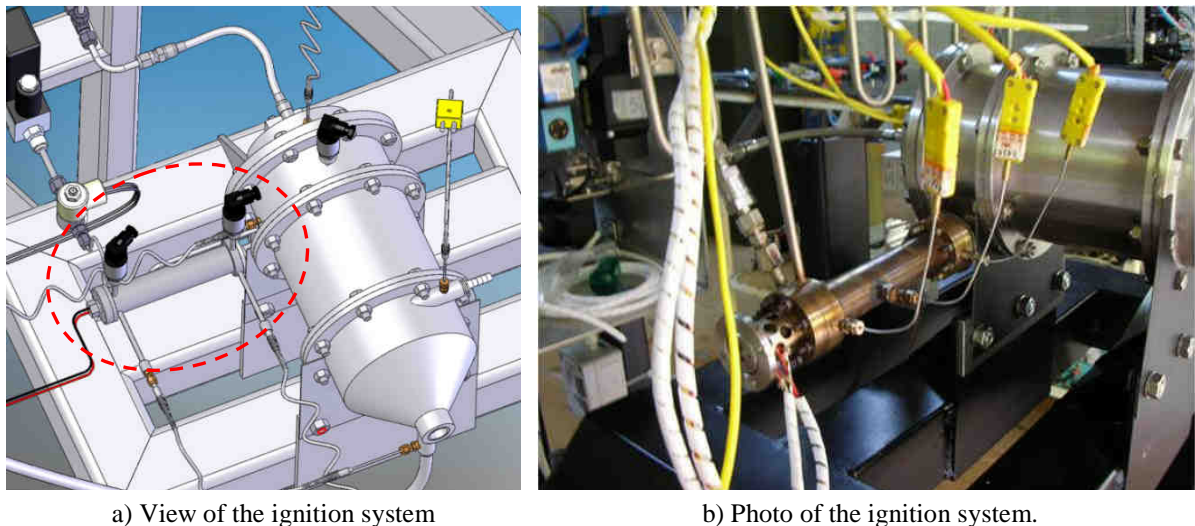 a) View of the ignition system
b) Photo of the ignition system.